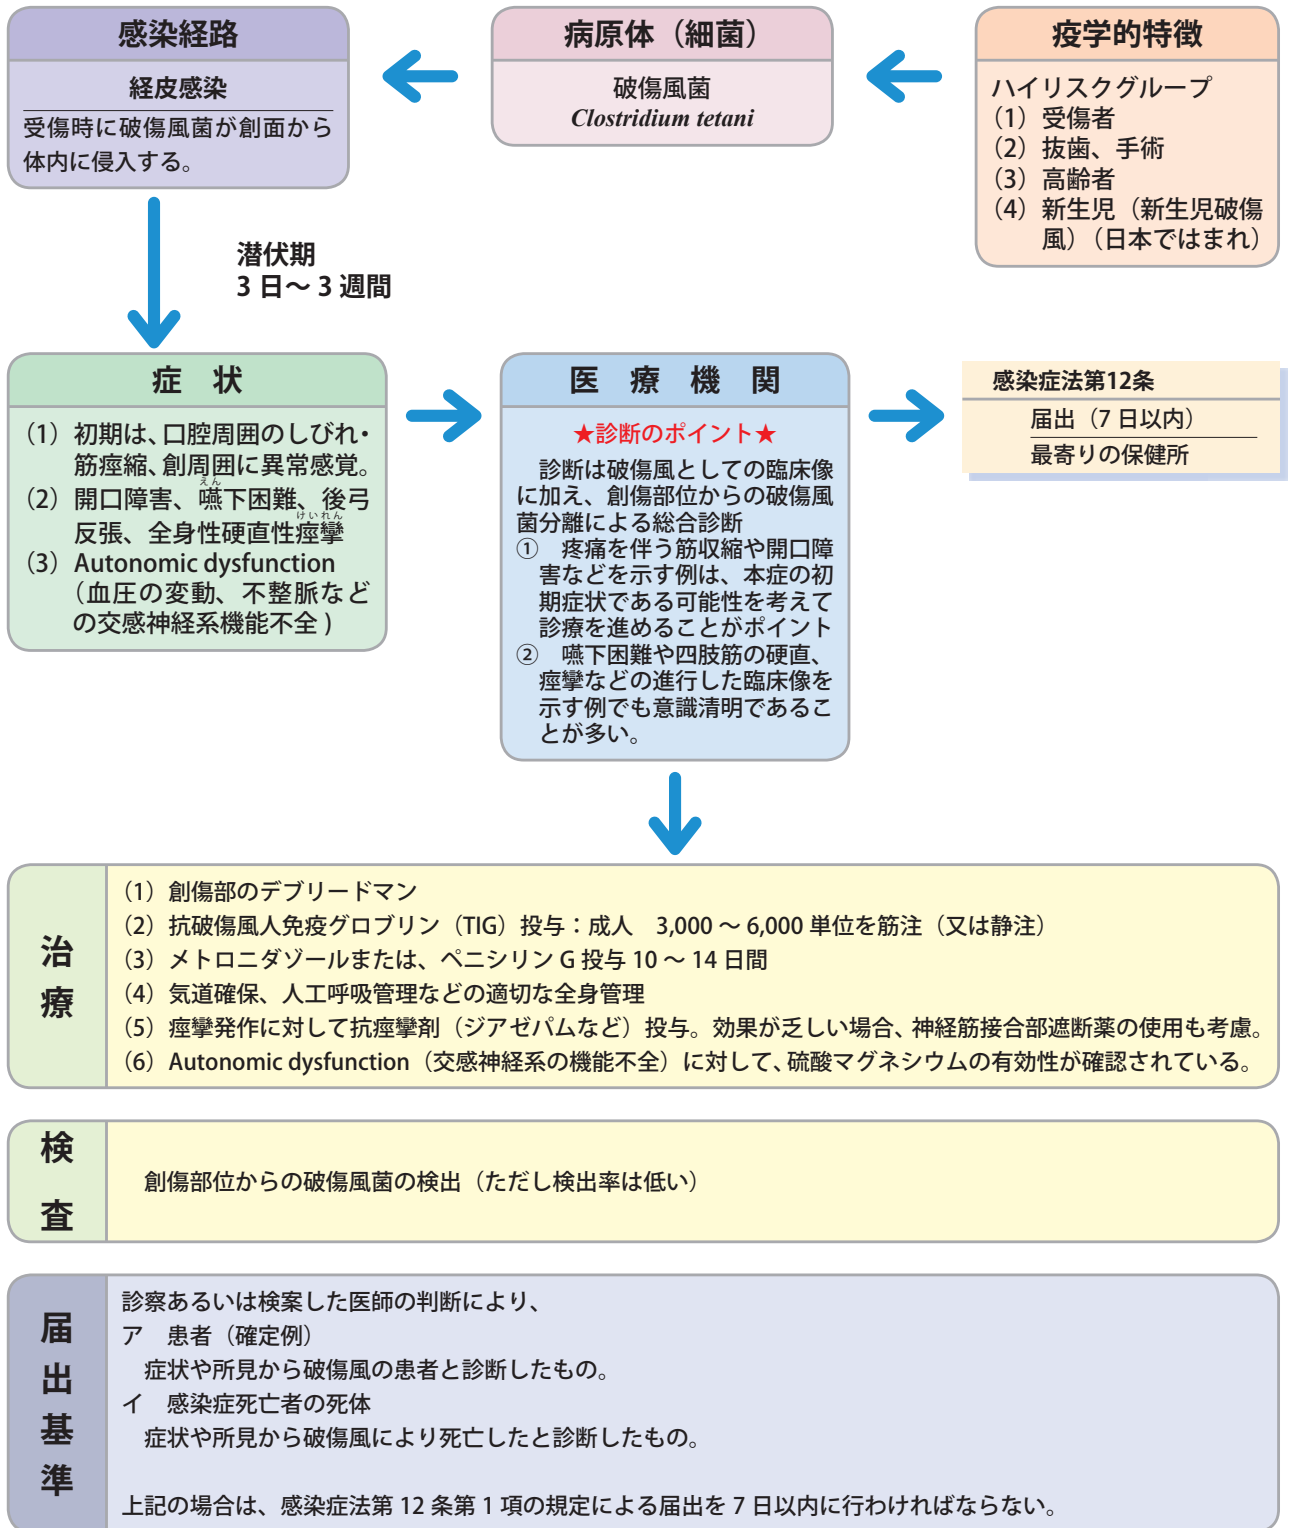 感染経路
経皮感染
受傷時に破傷風菌が創面から
体内に侵入する。
病原体（細菌）
破傷風菌
Clostridium tetani
疫学的特徴
ハイリスクグループ
（1）受傷者
（2）抜歯、手術
（3）高齢者
（4）新生児（新生児破傷
風）（日本ではまれ）
潜伏期
3 日～ 3 週間
症　状
（1）初期は、口腔周囲のしびれ・
筋痙縮、創周囲に異常感覚。
えん
（2）開口障害、嚥下困難、後弓
けいれん
反張、全身性硬直性痙攣
（3）Autonomic dysfunction
（血圧の変動、不整脈など
の交感神経系機能不全 )
医　療　機　関
★診断のポイント★
診断は破傷風としての臨床像
に加え、創傷部位からの破傷風
菌分離による総合診断
①　疼痛を伴う筋収縮や開口障
害などを示す例は、本症の初
期症状である可能性を考えて
診療を進めることがポイント
②　嚥下困難や四肢筋の硬直、
痙攣などの進行した臨床像を
示す例でも意識清明であるこ
とが多い。
感染症法第12条
届出（7 日以内）
最寄りの保健所
治療
（1）創傷部のデブリードマン
（2）抗破傷風人免疫グロブリン（TIG）投与：成人　3,000 ～ 6,000 単位を筋注（又は静注）
（3）メトロニダゾールまたは、ペニシリン G 投与 10 ～ 14 日間
（4）気道確保、人工呼吸管理などの適切な全身管理
（5）痙攣発作に対して抗痙攣剤（ジアゼパムなど）投与。効果が乏しい場合、神経筋接合部遮断薬の使用も考慮。
（6）Autonomic dysfunction（交感神経系の機能不全）に対して、硫酸マグネシウムの有効性が確認されている。
検査
創傷部位からの破傷風菌の検出（ただし検出率は低い）
届出基準
診察あるいは検案した医師の判断により、
ア　患者（確定例）
症状や所見から破傷風の患者と診断したもの。
イ　感染症死亡者の死体
症状や所見から破傷風により死亡したと診断したもの。
上記の場合は、感染症法第 12 条第 1 項の規定による届出を 7 日以内に行わければならない。